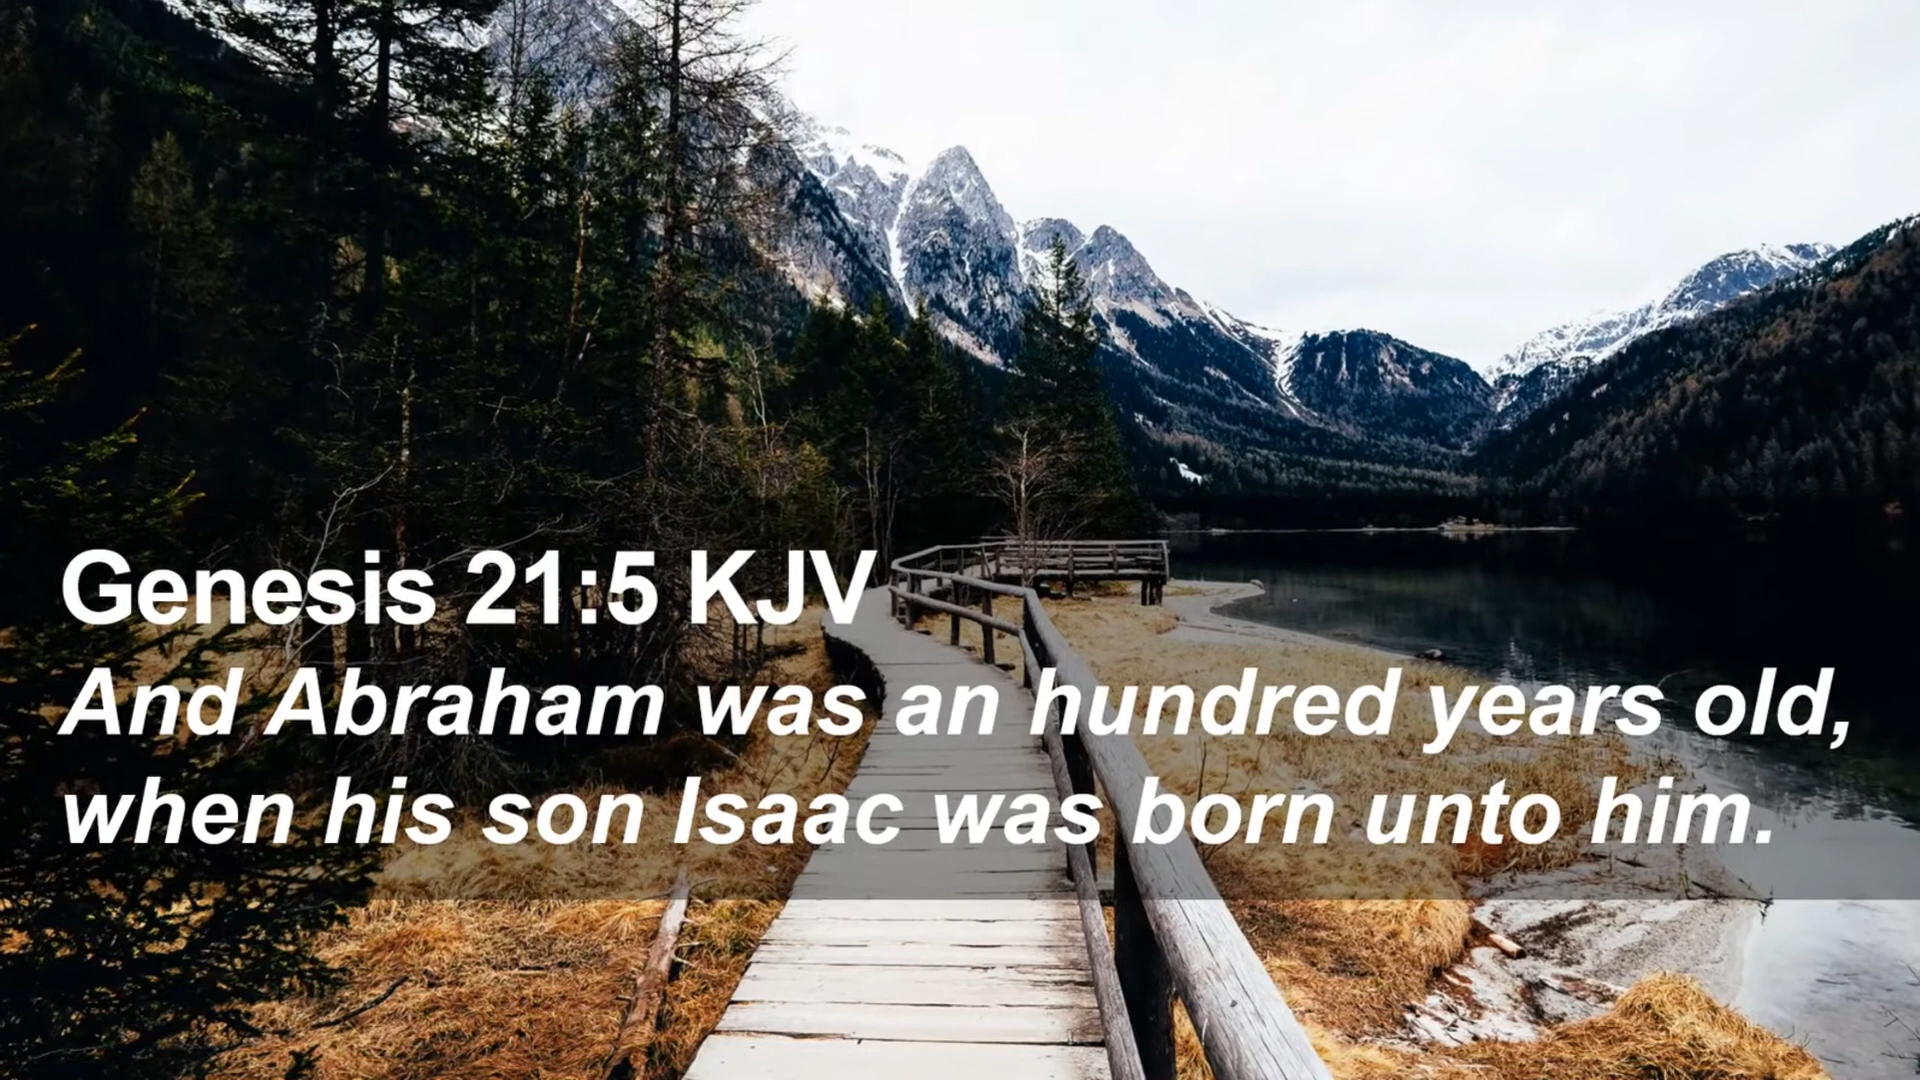 Genesis 21:5 KJV
And Abraham was an hundred years old,
when his son Isaac was born unto him.